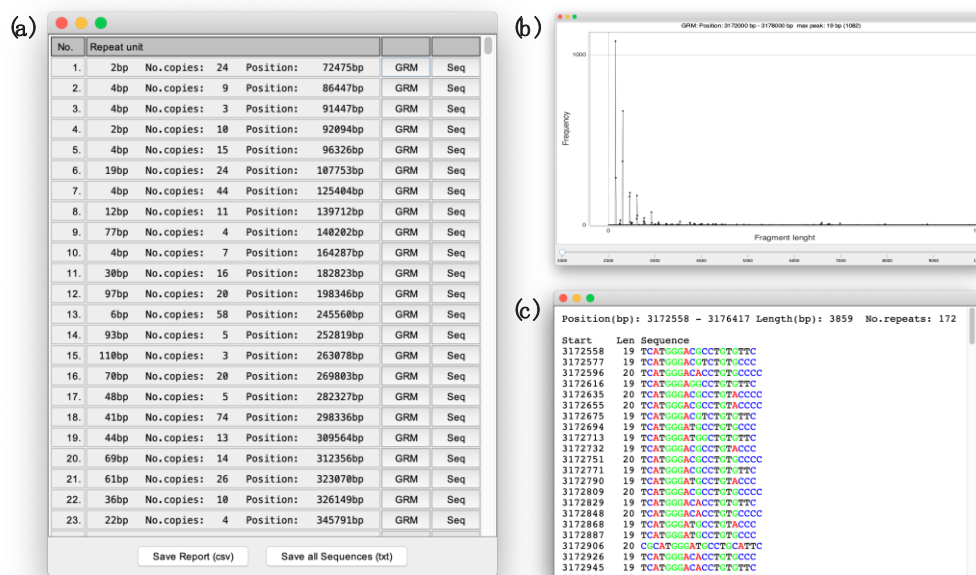 (a)
No. Repeat unit
1. 2bp No.copies: 24 Position: 72475bp GRM Seq
2. 4bp No.copies: 9 Position: 86447bp GRM Seq
3. 4bp No.copies: 3 Position: 91447bp GRM Seq
4. 2bp No.copies: 10 Position: 92094bp GRM Seq
5. 4bp No.copies: 15 Position: 96326bp GRM Seq
6. 19bp No.copies: 24 Position: 107753bp GRM Seq
7. 4bp No.copies: 44 Position: 125404bp GRM Seq
8. 12bp No.copies: 11 Position: 139712bp GRM Seq
9. 77bp No.copies: 4 Position: 140202bp GRM Seq
10. 4bp No.copies: 7 Position: 164287bp GRM Seq
11. 30bp No.copies: 16 Position: 182823bp GRM Seq
12. 97bp No.copies: 20 Position: 198346bp GRM Seq
13. 6bp No.copies: 58 Position: 245560bp GRM Seq
14. 93bp No.copies: 5 Position: 252819bp GRM Seq
15. 110bp No.copies: 3 Position: 263078bp GRM Seq
16. 70bp No.copies: 20 Position: 269803bp GRM Seq
17. 48bp No.copies: 5 Position: 282327bp GRM Seq
18. 41bp No.copies: 74 Position: 298336bp GRM Seq
19. 44bp No.copies: 13 Position: 309564bp GRM Seq
20. 69bp No.copies: 14 Position: 312356bp GRM Seq
21. 61bp No.copies: 26 Position: 323070bp GRM Seq
22. 36bp No.copies: 10 Position: 326149bp GRM Seq
23. 22bp No.copies: 4 Position: 345791bp GRM Seq
Save Report (csv) Save all Sequences (txt)
(b)
GRM: Position: 3172000 bp - 3178000 bp max peak: 19 bp (1082)
1000
Frequency
0
0
Fragment lenght
1000 2000 3000 4000 5000 6000 7000 8000 9000
(c)
Position(bp): 3172558 - 3176417 Length(bp): 3859 No.repeats: 172
Start Len Sequence
3172558 19 TCATGGGACGCCTGTGTTC
3172577 19 TCATGGGACGTCTGTGCCC
3172596 20 TCATGGGACACCTGTGCCCC
3172616 19 TCATGGGAGGCCTGTGTTC
3172635 20 TCATGGGACGCCTGTACCCC
3172655 20 TCATGGGACGCCTGTACCCC
3172675 19 TCATGGGACGTCTGTGTTC
3172694 19 TCATGGGATGCCTGTGCCC
3172713 19 TCATGGGATGGCTGTGTTC
3172732 19 TCATGGGACGCCTGTACCC
3172751 20 TCATGGGACGCCTGTGCCCC
3172771 19 TCATGGGACGCCTGTGTTC
3172790 19 TCATGGGATGCCTGTACCC
3172809 20 TCATGGGACGCCTGTGCCCC
3172829 19 TCATGGGACACCTGTGTTC
3172848 20 TCATGGGACACCTGTGCCCC
3172868 19 TCATGGGATGCCTGTACCC
3172887 19 TCATGGGATGCCTGTGCCC
3172906 20 CGCATGGGATGCCTGCATTC
3172926 19 TCATGGGACACCTGTGCCC
3172945 19 TCATGGGACGCCTGTGTTC